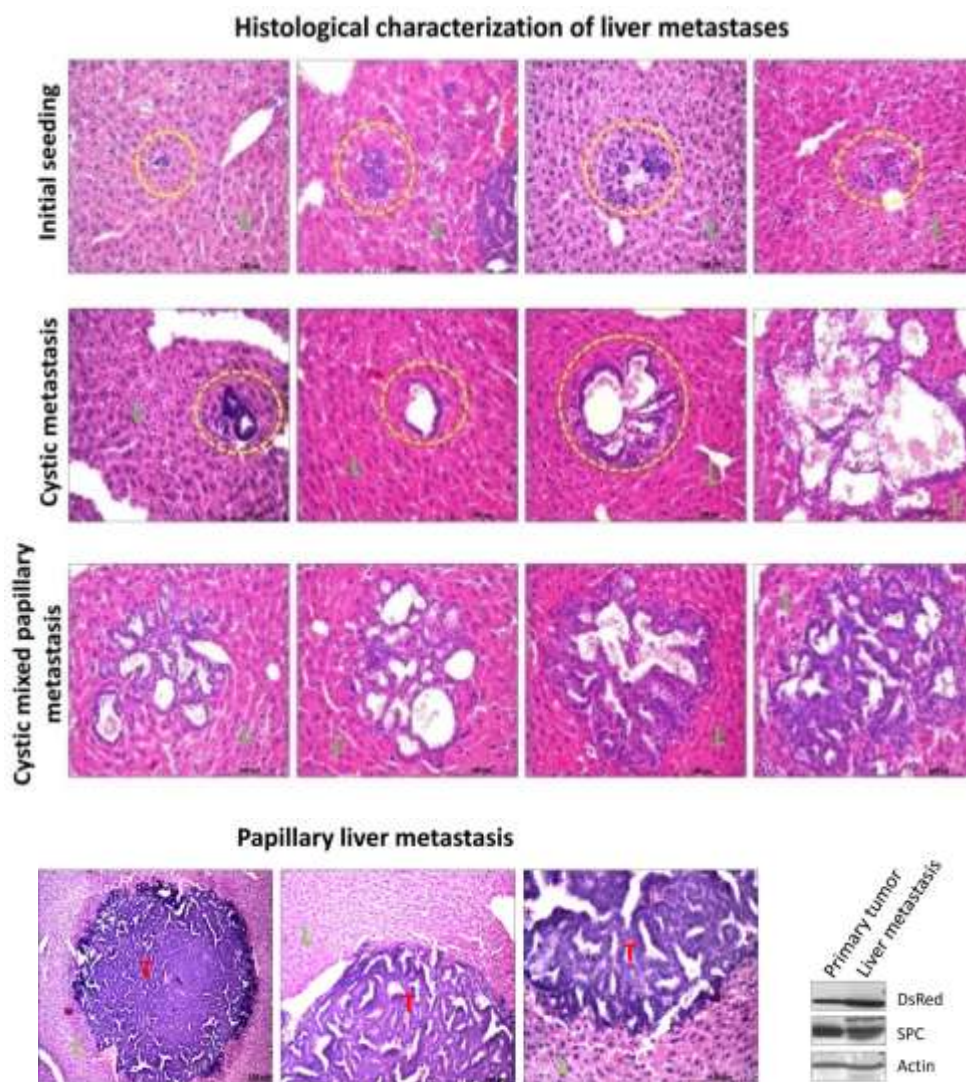 Histological characterization of liver metastases
Initial seeding
Cystic metastasis
Cystic mixed papillary
metastasis
Papillary liver metastasis
T
T
T
Primary tumor
Liver metastasis
DsRed
SPC
Actin